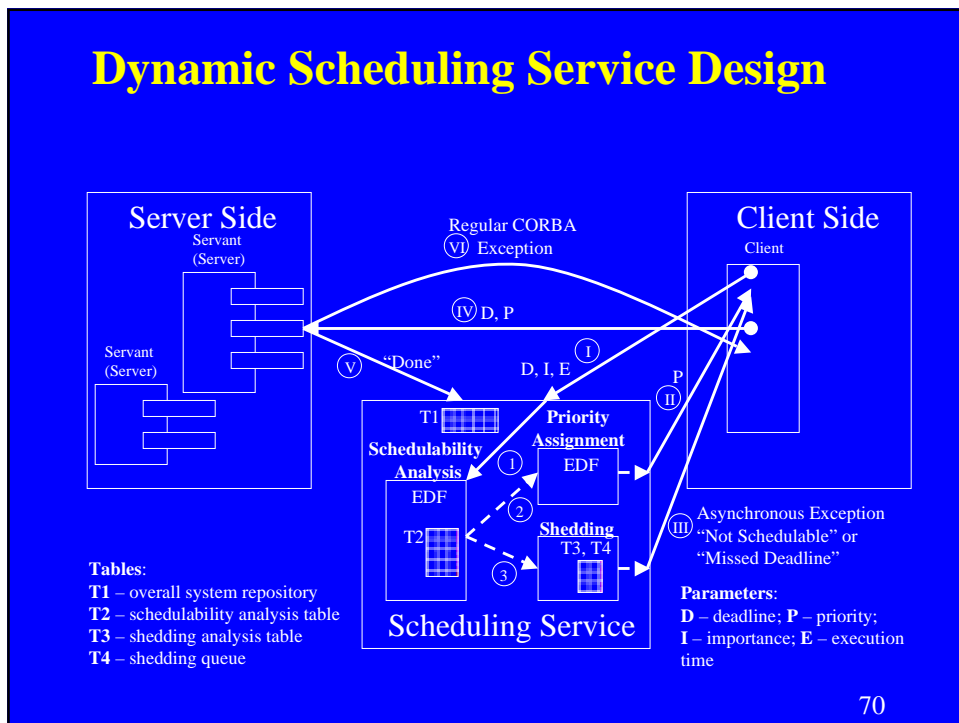 Dynamic Scheduling Service Design
Server Side
Servant
(Server)
Servant
(Server)
Regular CORBA
VI Exception
IV D, P
V "Done"
I
D, I, E
Client Side
Client
P
II
T1
Priority
Assignment
EDF
Schedulability
Analysis
EDF
T2
1
2
3
Shedding
T3, T4
Scheduling Service
III Asynchronous Exception
"Not Schedulable" or
"Missed Deadline"
Tables:
T1 – overall system repository
T2 – schedulability analysis table
T3 – shedding analysis table
T4 – shedding queue
Parameters:
D – deadline; P – priority;
I – importance; E – execution
time
70